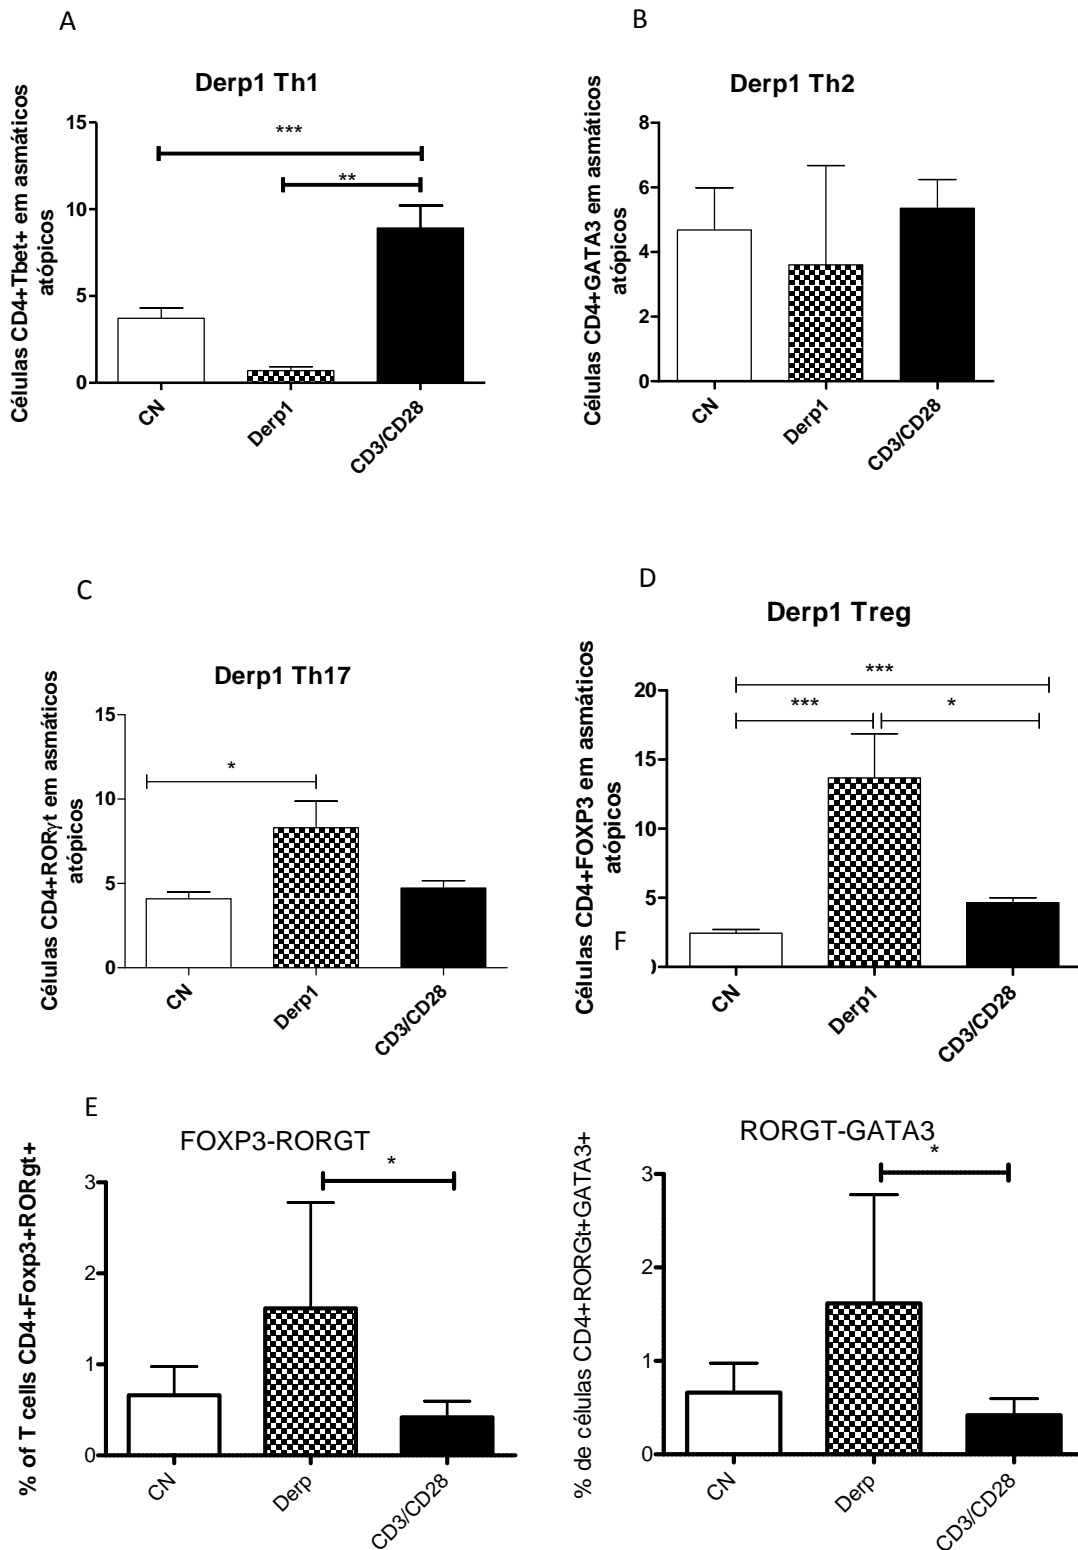 A
Derp1 Th1
Células CD4+Tbet+ em asmáticos
atópicos
15
10
5
0
***
**
CN
Derp1
CD3/CD28
B
Derp1 Th2
Células CD4+GATA3 em asmáticos
atópicos
8
6
4
2
0
CN
Derp1
CD3/CD28
C
Derp1 Th17
Células CD4+RORγt em asmáticos
atópicos
15
10
5
0
*
CN
Derp1
CD3/CD28
D
Derp1 Treg
Células CD4+FOXP3 em asmáticos
atópicos
20
15
10
5
***
***
*
F
CN
Derp1
CD3/CD28
E
FOXP3-RORGT
% of T cells CD4+Foxp3+RORgt+
3
2
1
0
*
CN
Derp
CD3/CD28
RORGT-GATA3
% de células CD4+RORGt+GATA3+
3
2
1
0
*
CN
Derp
CD3/CD28